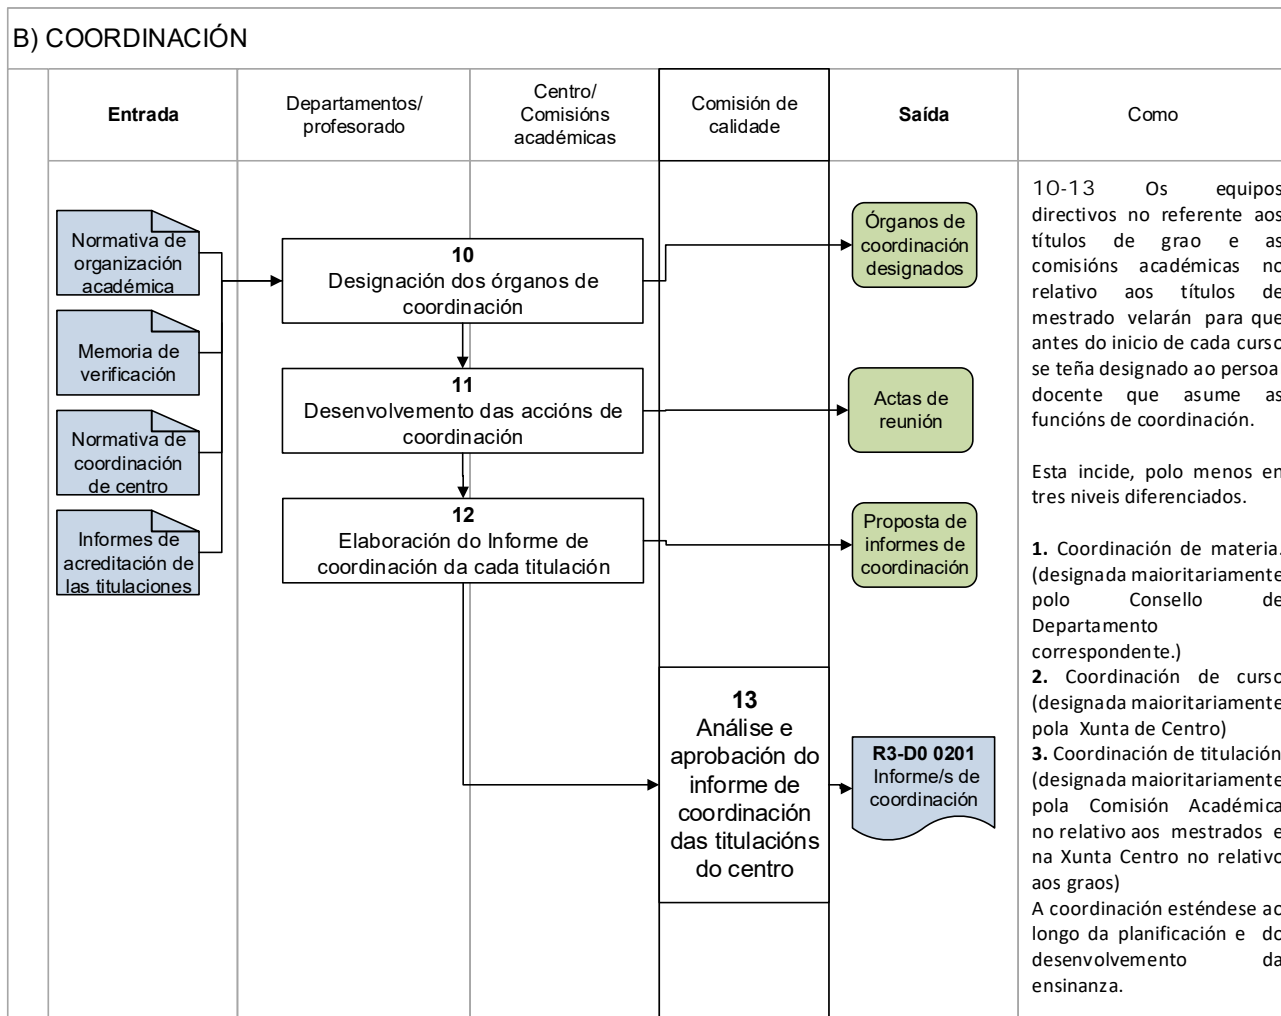 B) COORDINACIÓN
Entrada
Departamentos/
profesorado
Centro/
Comisións
académicas
Comisión de
calidade
Saída
Como
Normativa de
organización
académica
Memoria de
verificación
Normativa de
coordinación
de centro
Informes de
acreditación de
las titulaciones
10
Designación dos órganos de
coordinación
11
Desenvolvemento das accións de
coordinación
12
Elaboración do Informe de
coordinación da cada titulación
13
Análise e
aprobación do
informe de
coordinación
das titulacións
do centro
Órganos de
coordinación
designados
Actas de
reunión
Proposta de
informes de
coordinación
R3-D0 0201
Informe/s de
coordinación
10-13 Os equipos
directivos no referente aos
títulos de grao e as
comisións académicas no
relativo aos títulos de
mestrado velarán para que
antes do inicio de cada curso
se teña designado ao persoa
docente que asume as
funcións de coordinación.
Esta incide, polo menos en
tres niveis diferenciados.
1. Coordinación de materia.
(designada maioritariamente
polo Consello de
Departamento
correspondente.)
2. Coordinación de curso
(designada maioritariamente
pola Xunta de Centro)
3. Coordinación de titulación
(designada maioritariamente
pola Comisión Académica
no relativo aos mestrados e
na Xunta Centro no relativo
aos graos)
A coordinación esténdese ao
longo da planificación e do
desenvolvemento da
ensinanza.